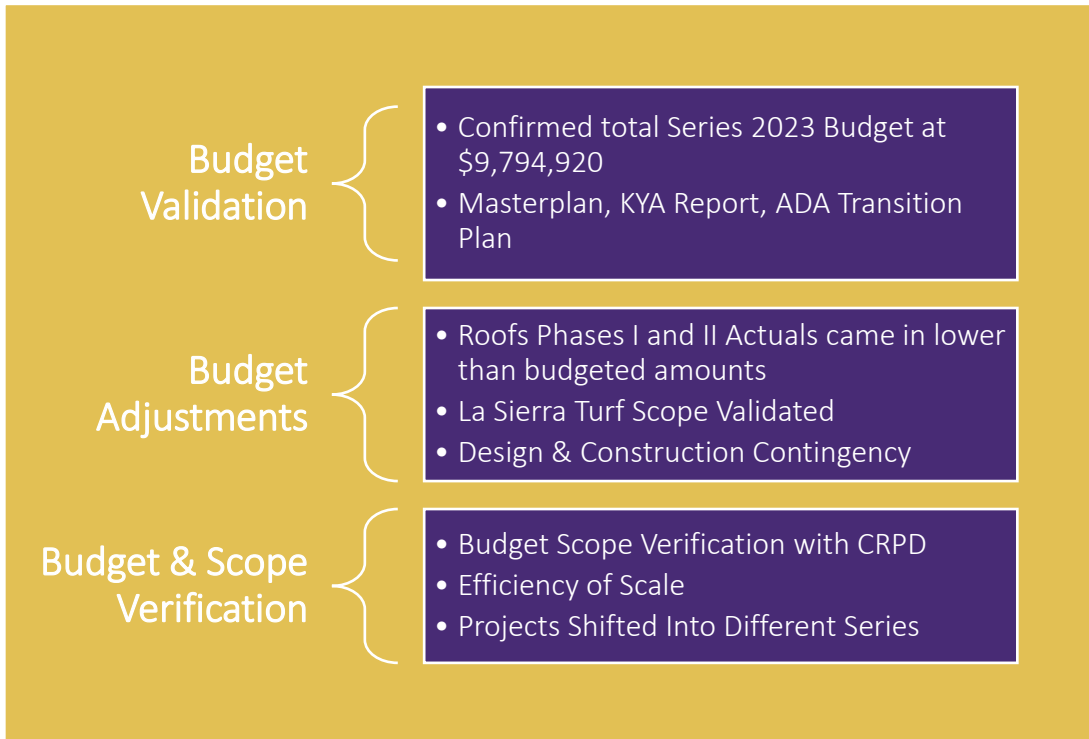 Budget
Validation
• Confirmed total Series 2023 Budget at
$9,794,920
• Masterplan, KYA Report, ADA Transition
Plan
Budget
Adjustments
• Roofs Phases I and II Actuals came in lower
than budgeted amounts
• La Sierra Turf Scope Validated
• Design & Construction Contingency
Budget & Scope
Verification
• Budget Scope Verification with CRPD
• Efficiency of Scale
• Projects Shifted Into Different Series